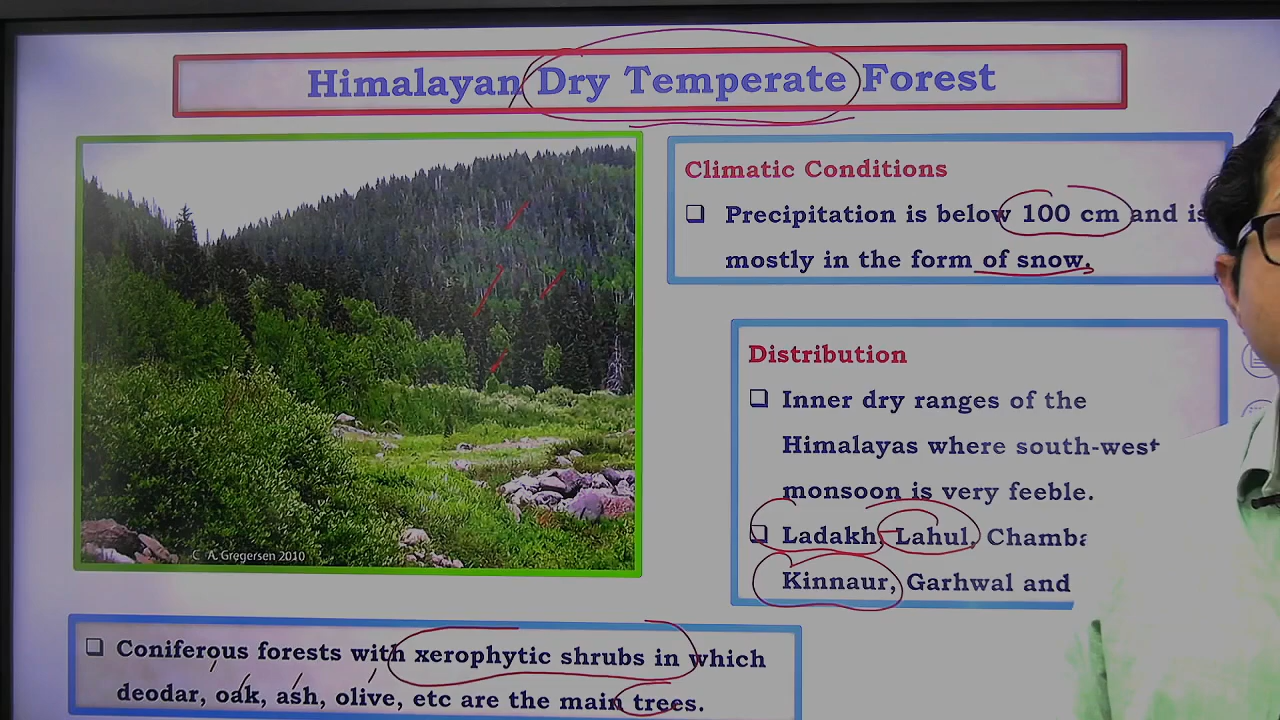 Himalayan Dry Temperate Forest
Climatic Conditions
Precipitation is below 100 cm and is
mostly in the form of snow.
Distribution
Inner dry ranges of the
Himalayas where south-west
monsoon is very feeble.
Ladakh, Lahul,
Kinnaur, Garhwal and
C A. Gregersen 2010
Coniferous forests with xerophytic shrubs in which
deodar, oak, ash, olive, etc are the main trees.